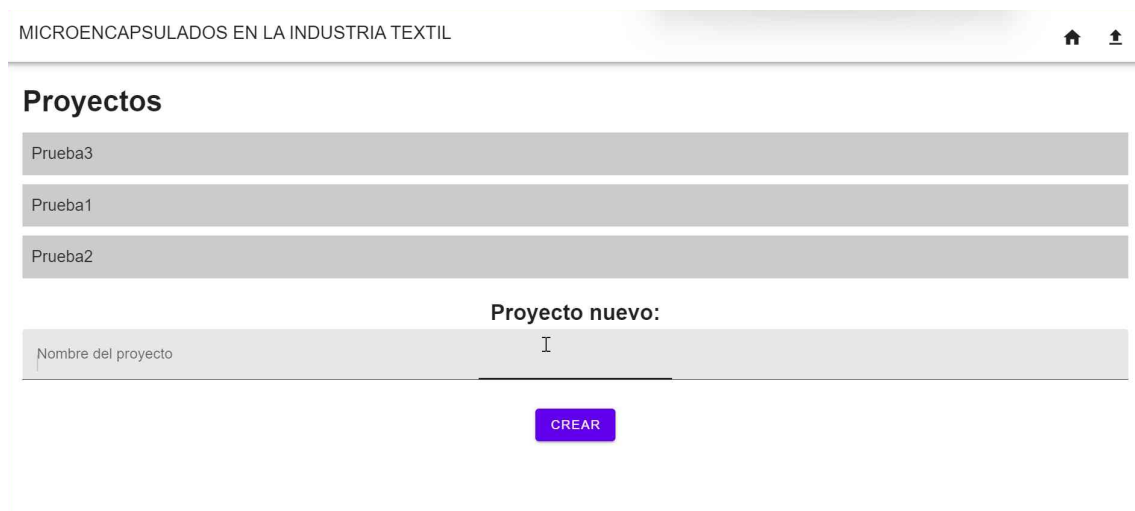 MICROENCAPSULADOS EN LA INDUSTRIA TEXTIL
Proyectos
Prueba3
Prueba1
Prueba2
Proyecto nuevo:
Nombre del proyecto
CREAR